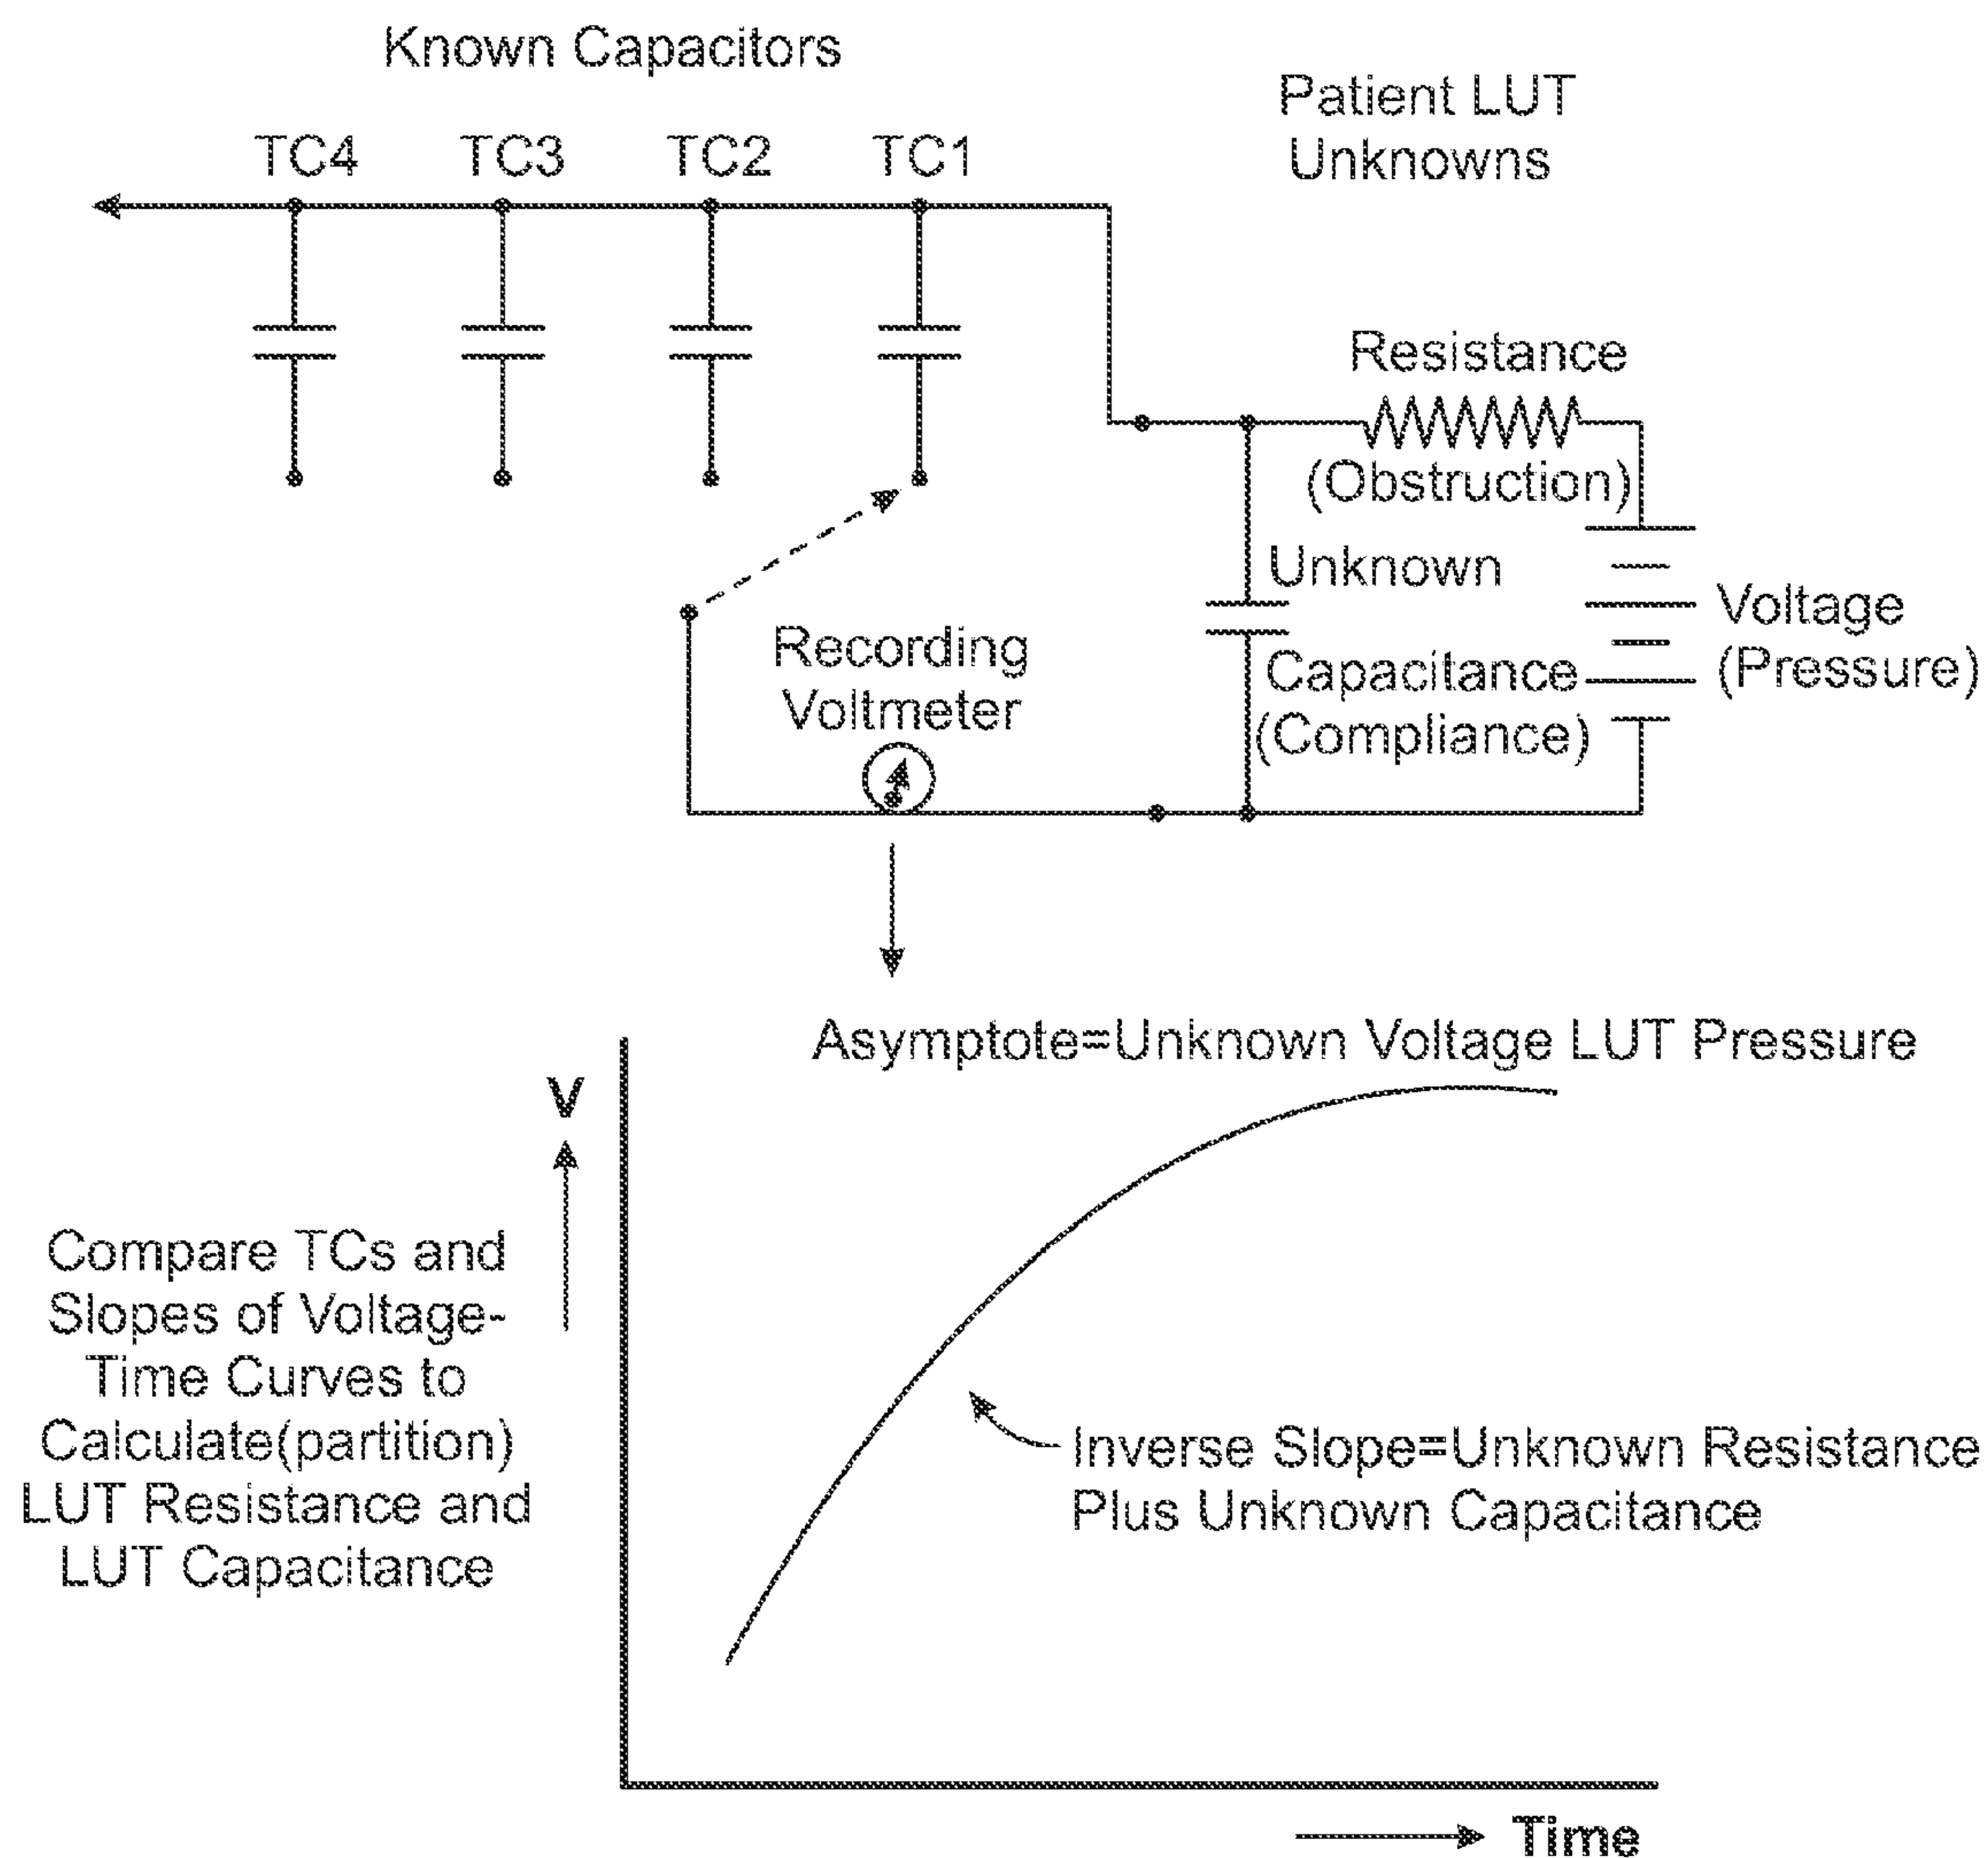 Known Capacitors
Patient LUT
Unknowns
TC4 TC3 TC2 TC1
Resistance
(Obstruction)
Unknown
Capacitance
(Compliance)
Voltage
(Pressure)
Recording
Voltmeter
Asymptote=Unknown Voltage LUT Pressure
V
Compare TCs and
Slopes of Voltage-
Time Curves to
Calculate(partition)
LUT Resistance and
LUT Capacitance
Inverse Slope=Unknown Resistance
Plus Unknown Capacitance
Time